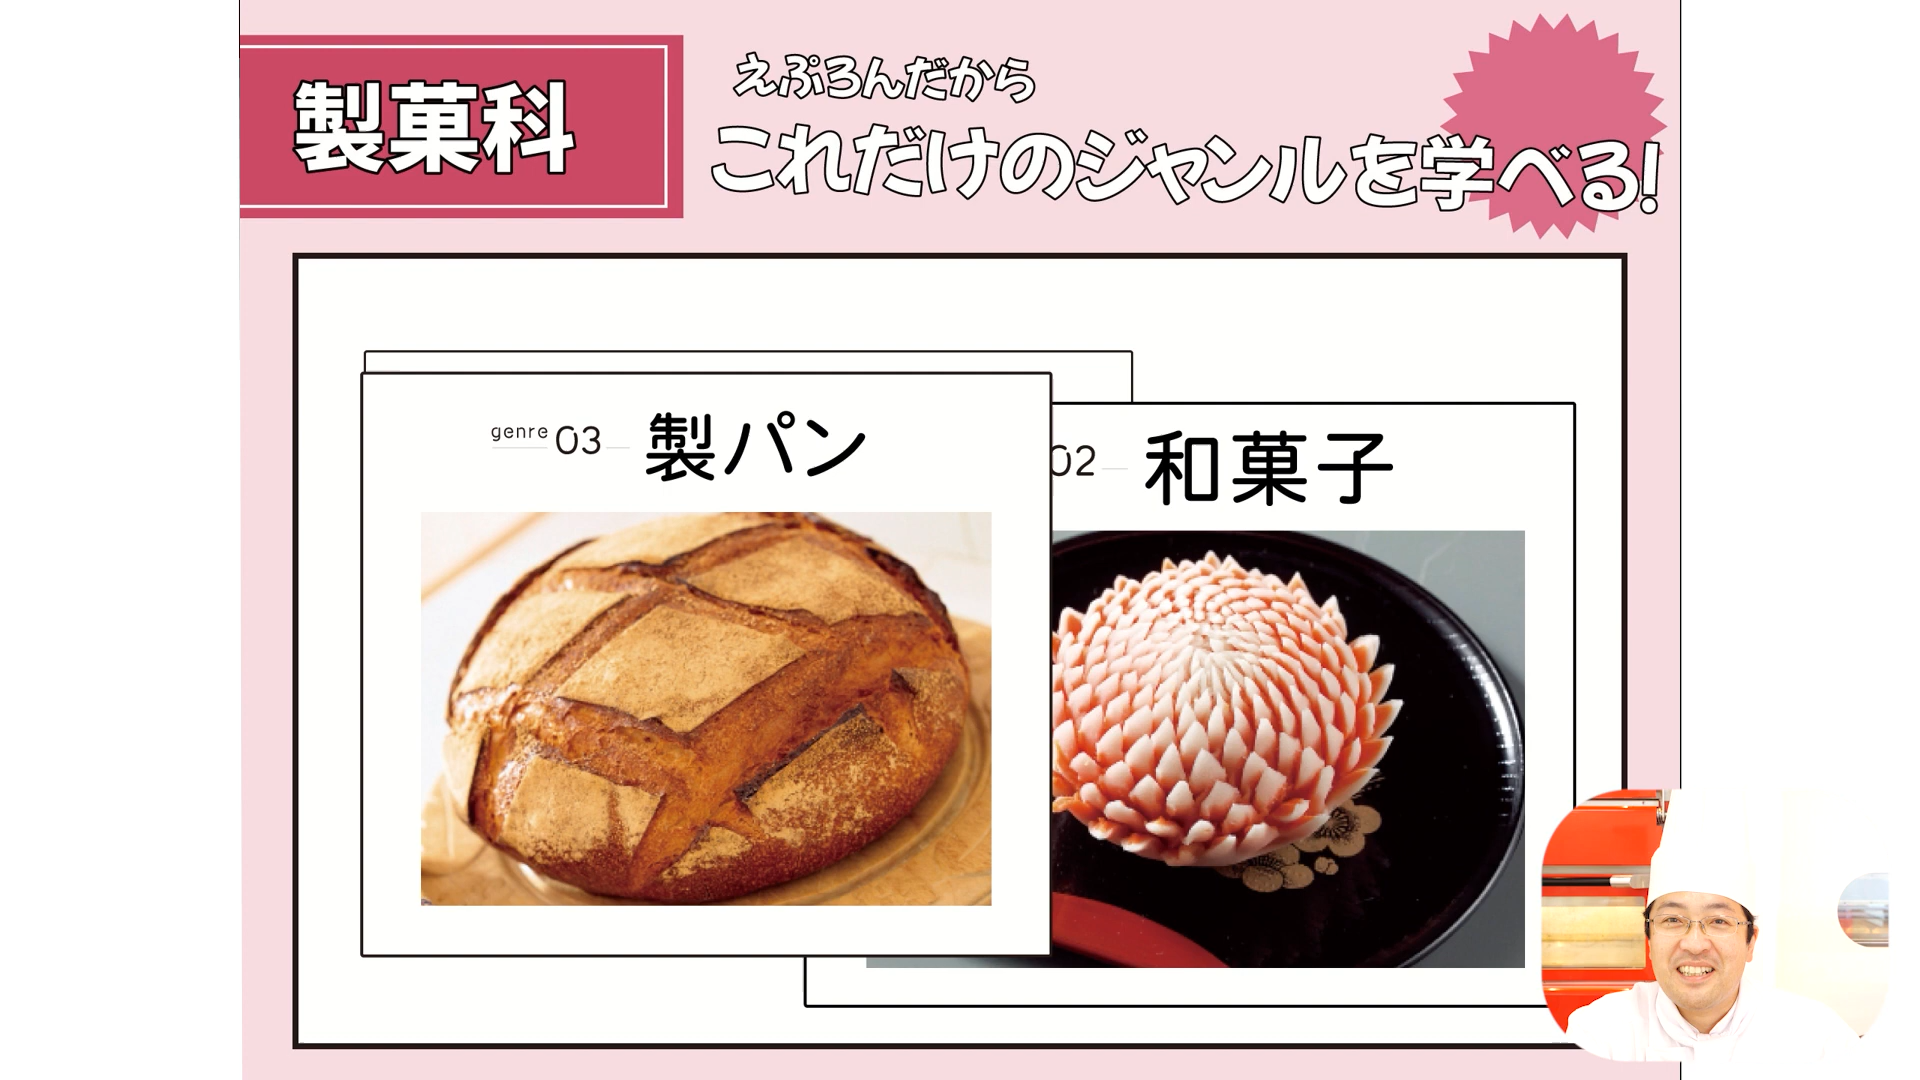 製菓科
えぷろんだから
これだけのジャンルを学べる!
genre 03 製パン
02 和菓子